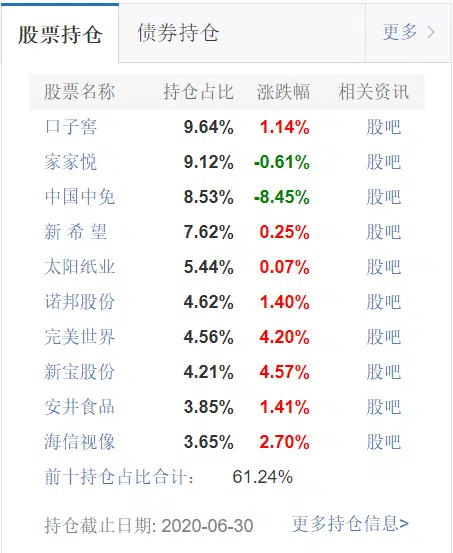 股票持仓 债券持仓 更多 >
股票名称 持仓占比 涨跌幅 相关资讯
口子窖 9.64% 1.14% 股吧
家家悦 9.12% -0.61% 股吧
中国中免 8.53% -8.45% 股吧
新 希 望 7.62% 0.25% 股吧
太阳纸业 5.44% 0.07% 股吧
诺邦股份 4.62% 1.40% 股吧
完美世界 4.56% 4.20% 股吧
新宝股份 4.21% 4.57% 股吧
安井食品 3.85% 1.41% 股吧
海信视像 3.65% 2.70% 股吧
前十持仓占比合计： 61.24%
持仓截止日期: 2020-06-30 更多持仓信息>